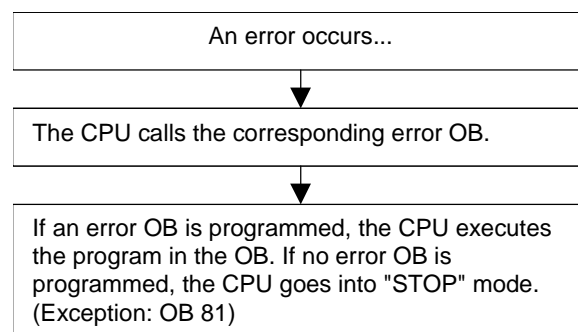 An error occurs...
The CPU calls the corresponding error OB.
If an error OB is programmed, the CPU executes
the program in the OB. If no error OB is
programmed, the CPU goes into "STOP" mode.
(Exception: OB 81)